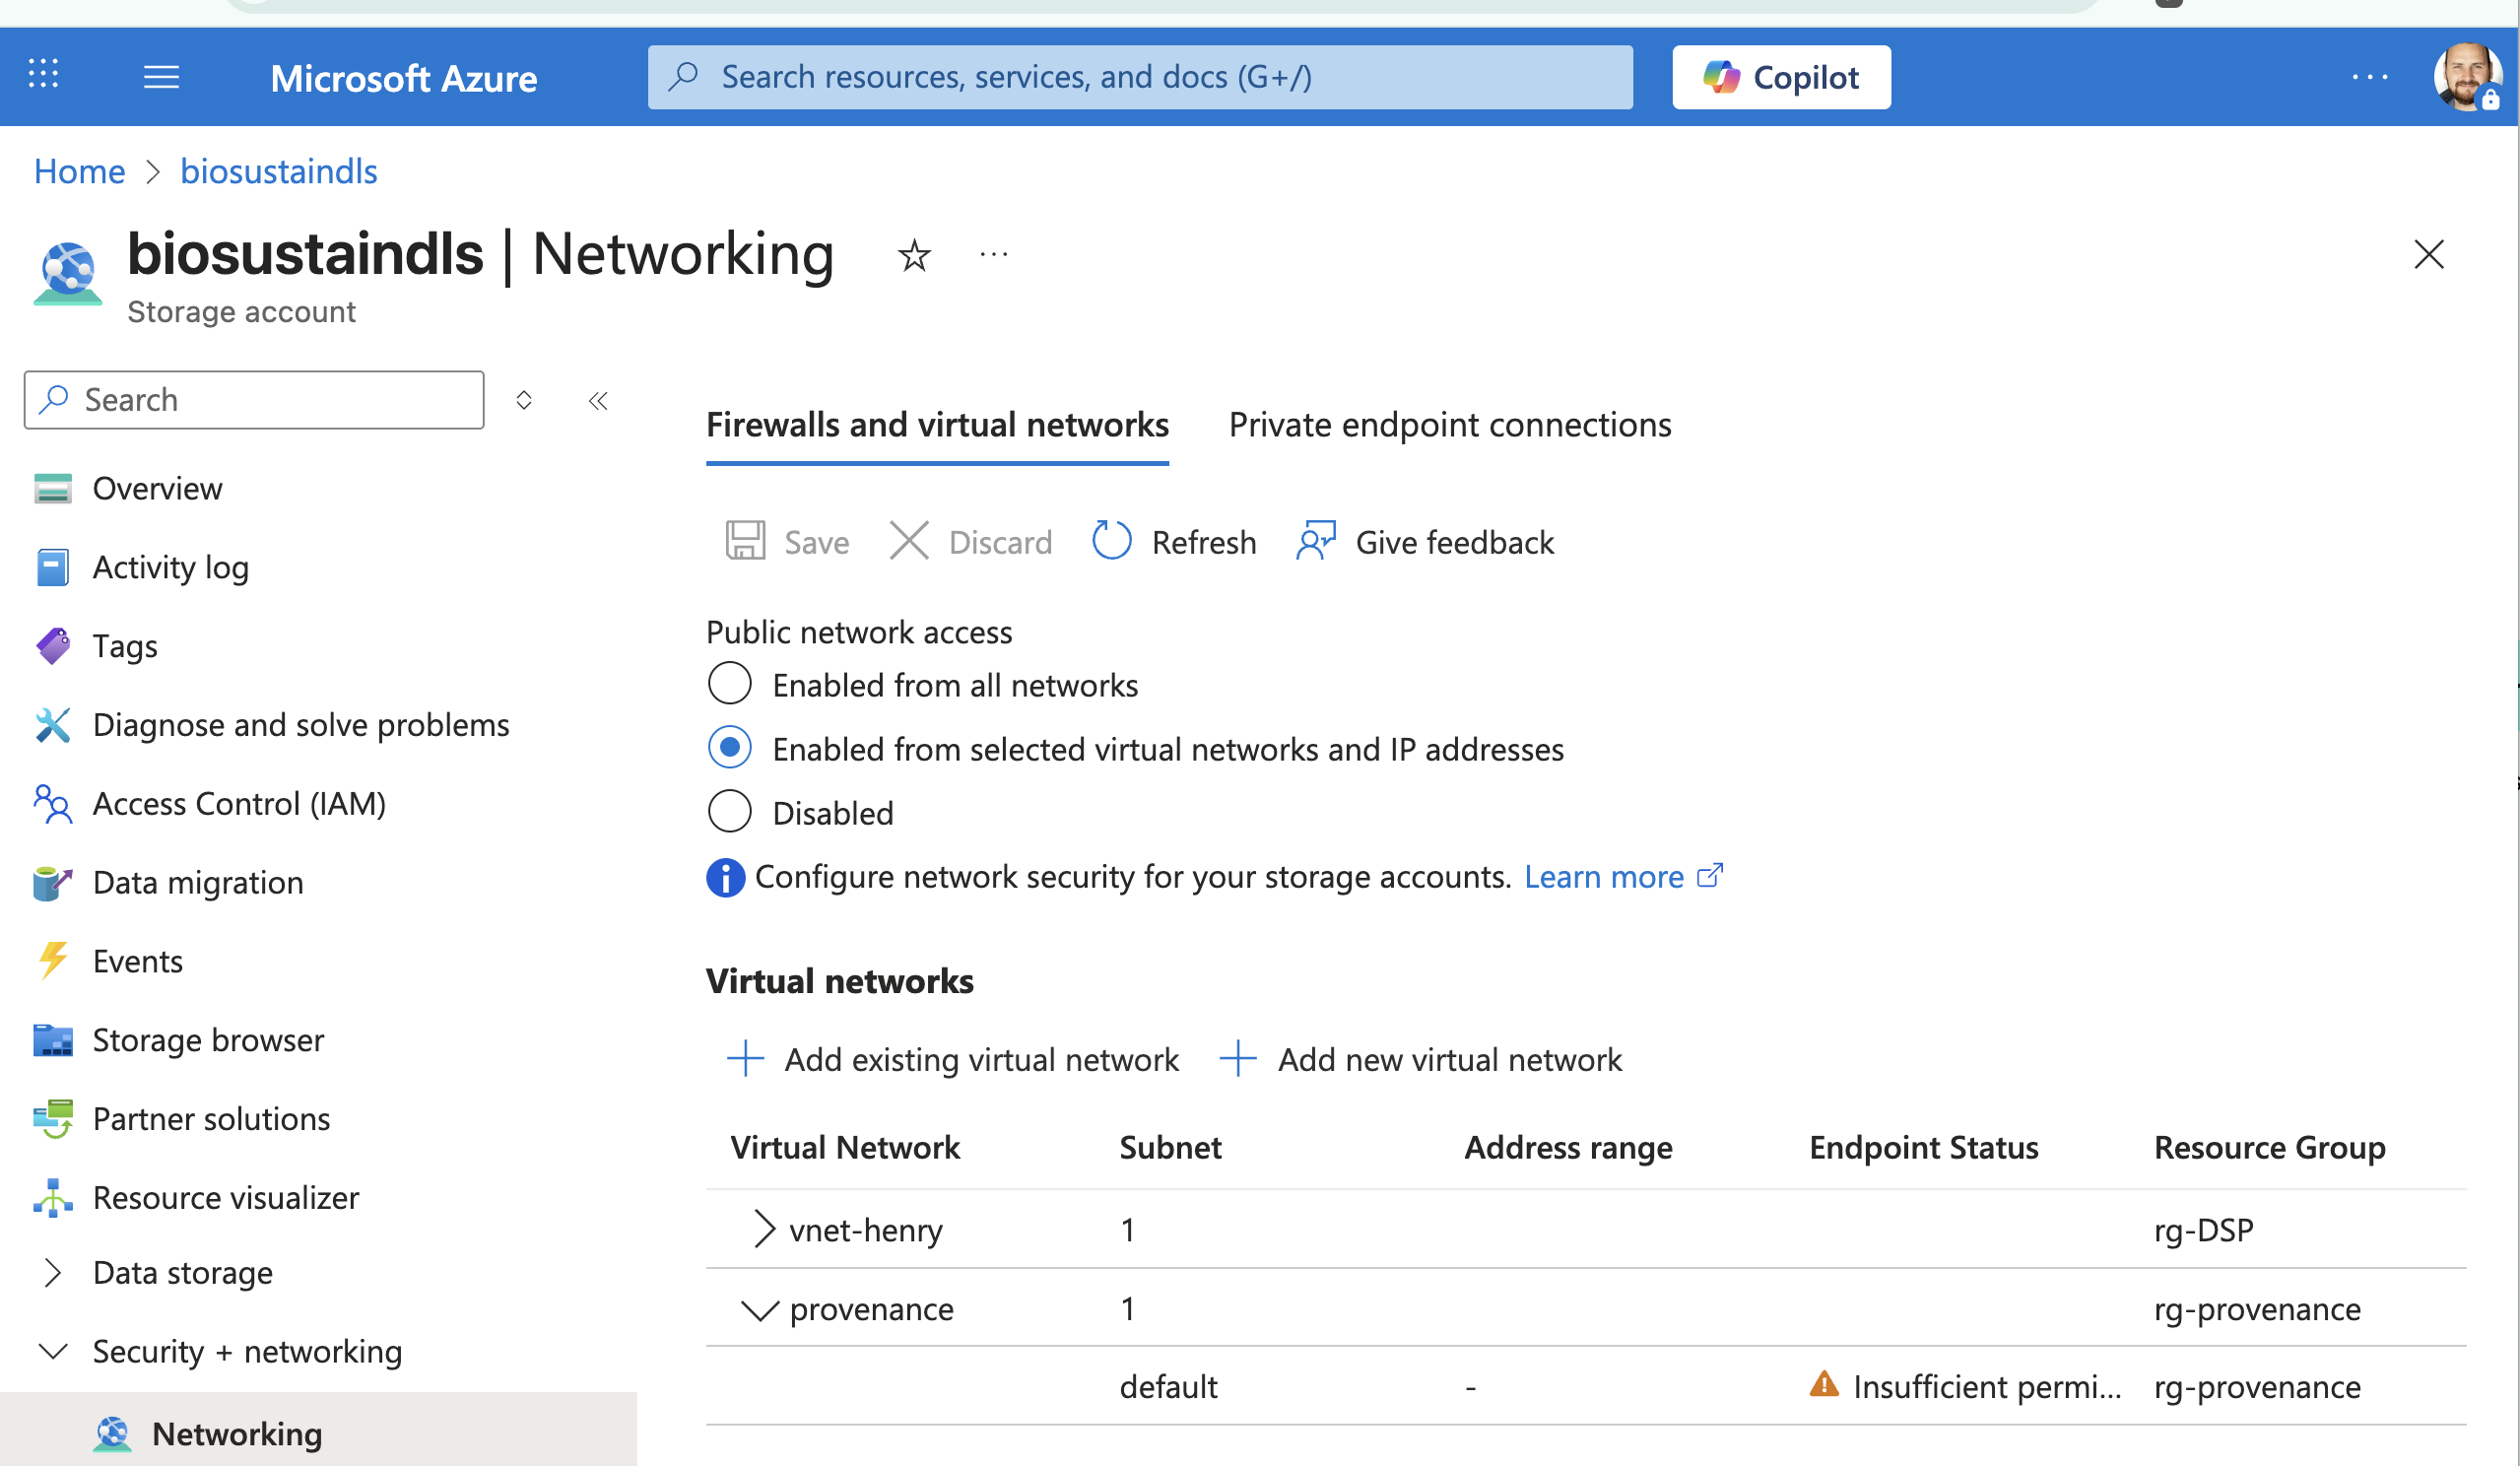 Microsoft Azure
Search resources, services, and docs (G+/)
Copilot
Home > biosustaindls
biosustaindls | Networking
Storage account
Search
Overview
Activity log
Tags
Diagnose and solve problems
Access Control (IAM)
Data migration
Events
Storage browser
Partner solutions
Resource visualizer
Data storage
Security + networking
Networking
Firewalls and virtual networks
Private endpoint connections
Save
Discard
Refresh
Give feedback
Public network access
Enabled from all networks
Enabled from selected virtual networks and IP addresses
Disabled
Configure network security for your storage accounts. Learn more
Virtual networks
Add existing virtual network
Add new virtual network
Virtual Network Subnet Address range Endpoint Status Resource Group
vnet-henry 1 rg-DSP
provenance 1 rg-provenance
default - Insufficient permi... rg-provenance